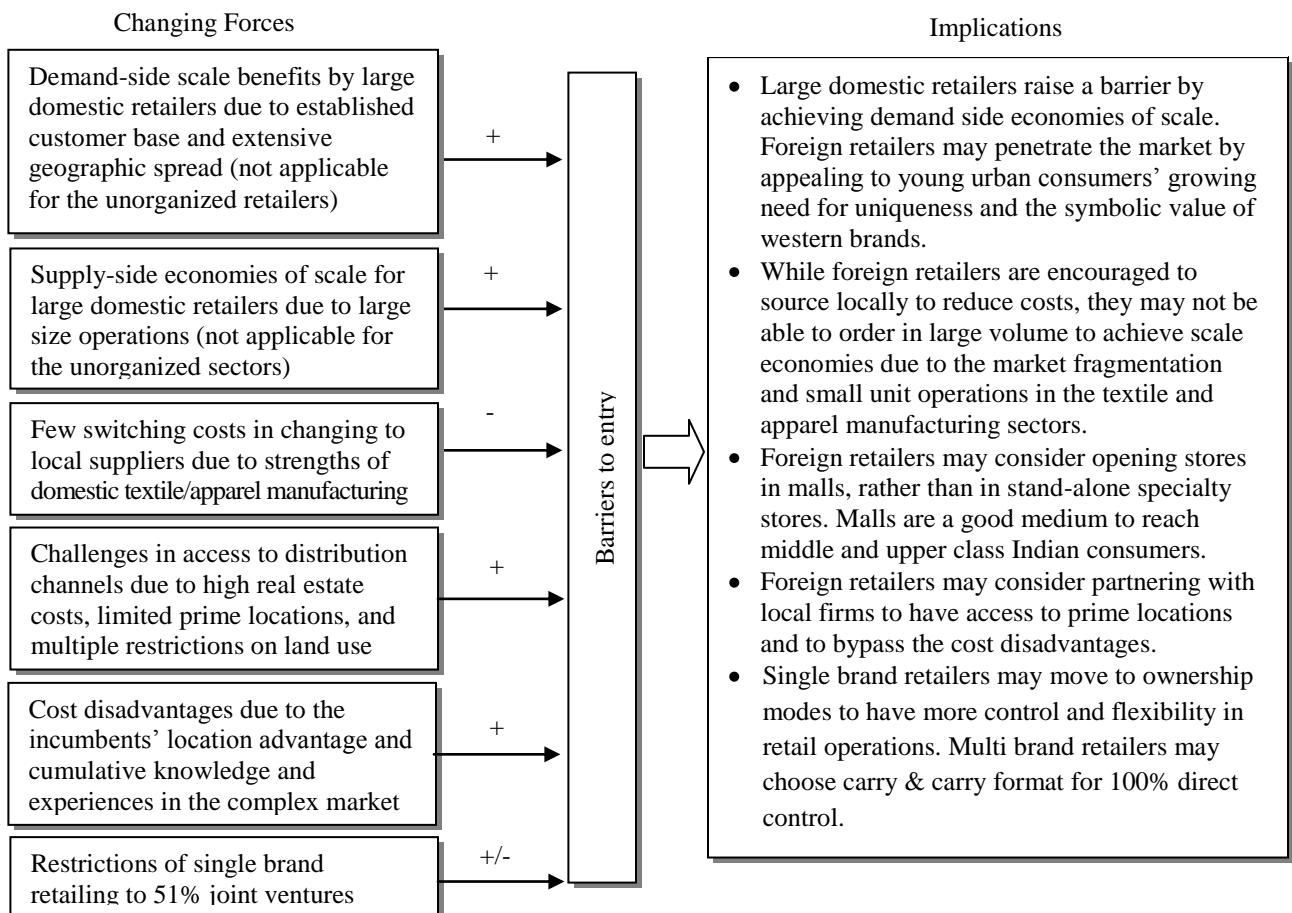 Changing Forces
Demand-side scale benefits by large
domestic retailers due to established
customer base and extensive
geographic spread (not applicable
for the unorganized retailers)
+
Supply-side economies of scale for
large domestic retailers due to large
size operations (not applicable for
the unorganized sectors)
+
Few switching costs in changing to
local suppliers due to strengths of
domestic textile/apparel manufacturing
-
Challenges in access to distribution
channels due to high real estate
costs, limited prime locations, and
multiple restrictions on land use
+
Cost disadvantages due to the
incumbents’ location advantage and
cumulative knowledge and
experiences in the complex market
+
Restrictions of single brand
retailing to 51% joint ventures
+/-
Barriers to entry
Implications
• Large domestic retailers raise a barrier by
achieving demand side economies of scale.
Foreign retailers may penetrate the market by
appealing to young urban consumers’ growing
need for uniqueness and the symbolic value of
western brands.
• While foreign retailers are encouraged to
source locally to reduce costs, they may not be
able to order in large volume to achieve scale
economies due to the market fragmentation
and small unit operations in the textile and
apparel manufacturing sectors.
• Foreign retailers may consider opening stores
in malls, rather than in stand-alone specialty
stores. Malls are a good medium to reach
middle and upper class Indian consumers.
• Foreign retailers may consider partnering with
local firms to have access to prime locations
and to bypass the cost disadvantages.
• Single brand retailers may move to ownership
modes to have more control and flexibility in
retail operations. Multi brand retailers may
choose carry & carry format for 100% direct
control.